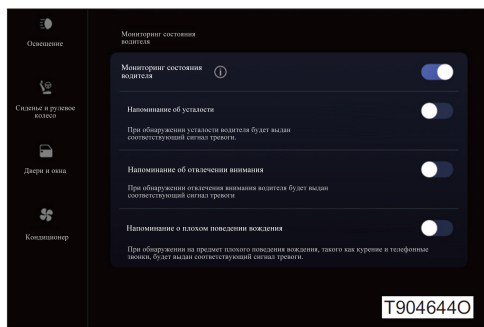 Освещение
Сиденье и рулевое
колесо
Двери и окна
Кондиционер
Мониторинг состояния
водителя
Мониторинг состояния
водителя
Напоминание об усталости
При обнаружении усталости водителя будет выдан
соответствующий сигнал тревоги.
Напоминание об отвлечении внимания
При обнаружении отвлечения внимания водителя будет выдан
соответствующий сигнал тревоги
Напоминание о плохом поведении вождения
При обнаружении на предмет плохого поведения вождения, такого как курение и телефонные
звонки, будет выдан соответствующий сигнал тревоги.
T904644O